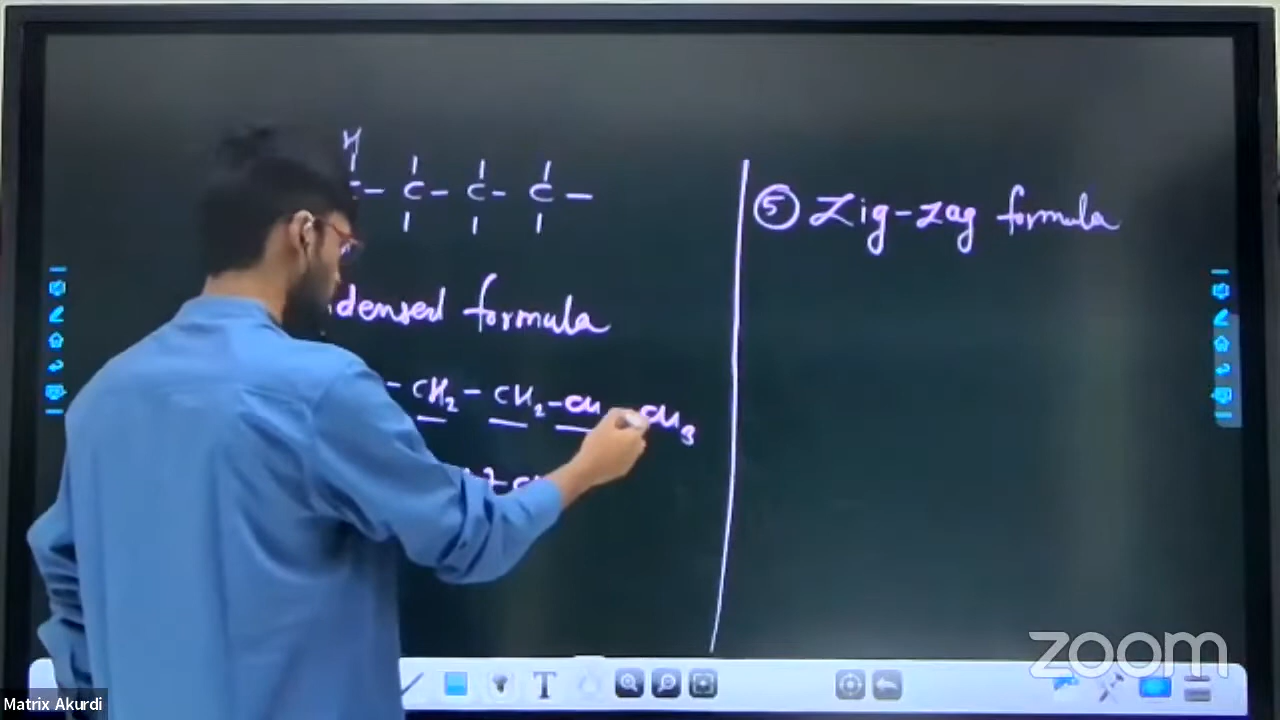 H
- C - C - C -
densed formula
- CH₂ - CH₂ - CH - CH₃
⑤ Zig-zag formula
T
zoom
Matrix Akurdi